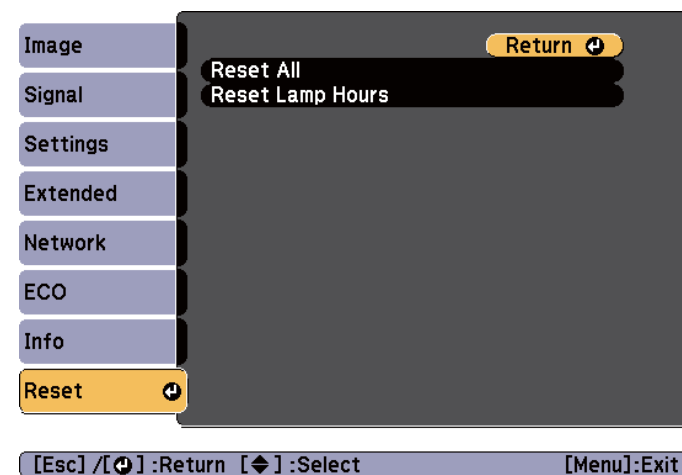 Image
Signal
Settings
Extended
Network
ECO
Info
Reset
Return
Reset All
Reset Lamp Hours
[Esc] /[] :Return [] :Select [Menu]:Exit